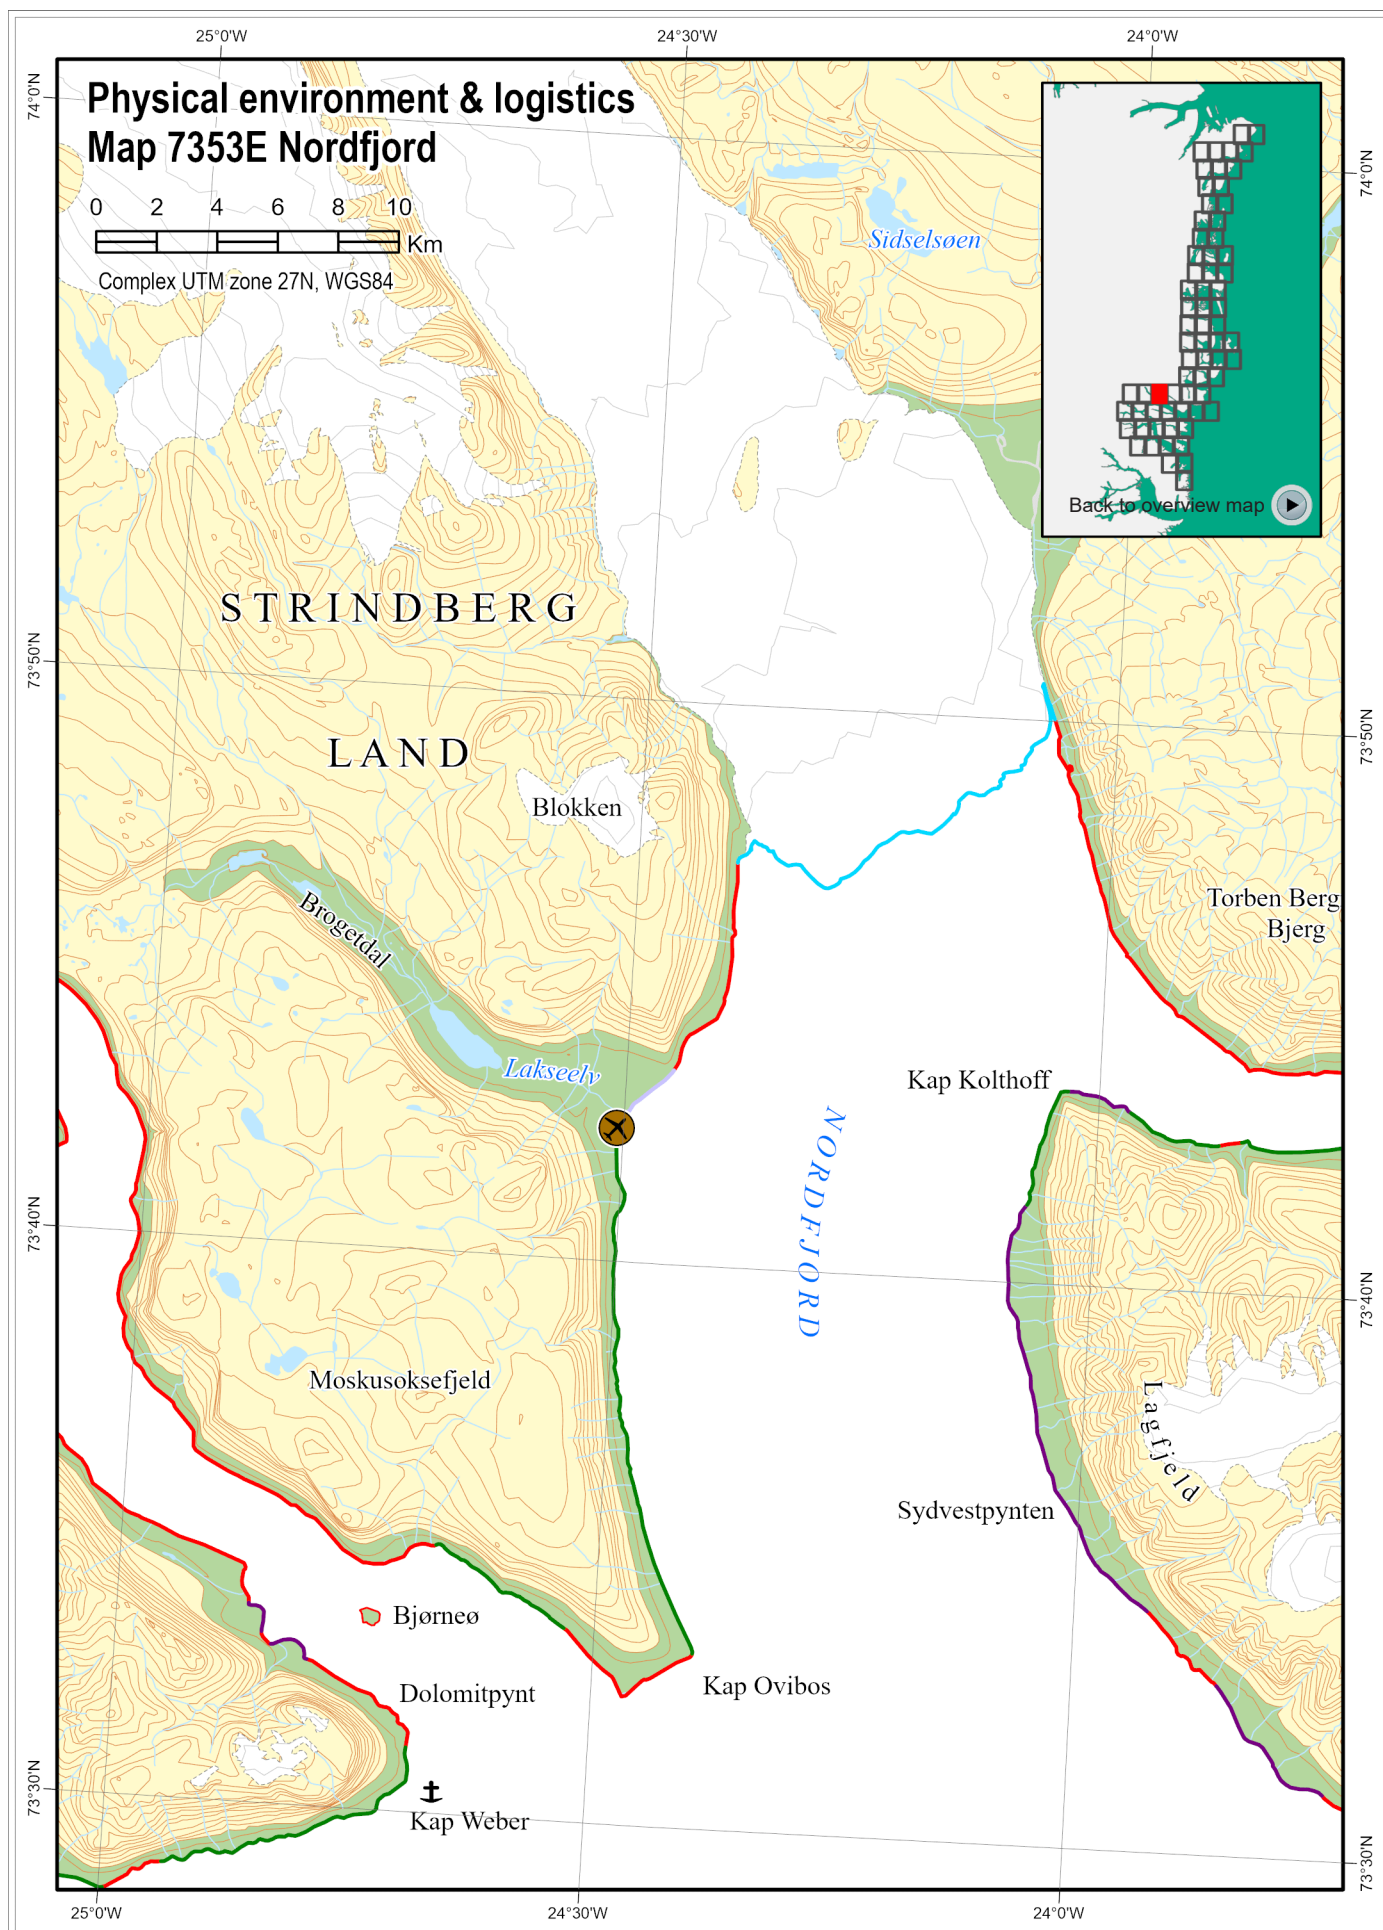 25°0'W
24°30'W
24°0'W
74°0'N
Physical environment & logistics
Map 7353E Nordfjord
0 2 4 6 8 10
Km
Complex UTM zone 27N, WGS84
74°0'N
Sidselsøen
Back to overview map
STRINDBERG
73°50'N
73°50'N
LAND
Blokken
Torben Berg
Bjerg
Brogetdal
Lakseelv
Kap Kolthoff
NORDFJORD
73°40'N
73°40'N
Moskusoksefjeld
Lagfjeld
Sydvestpynten
Bjørneø
Kap Ovibos
Dolomitpynt
73°30'N
Kap Weber
73°30'N
25°0'W
24°30'W
24°0'W